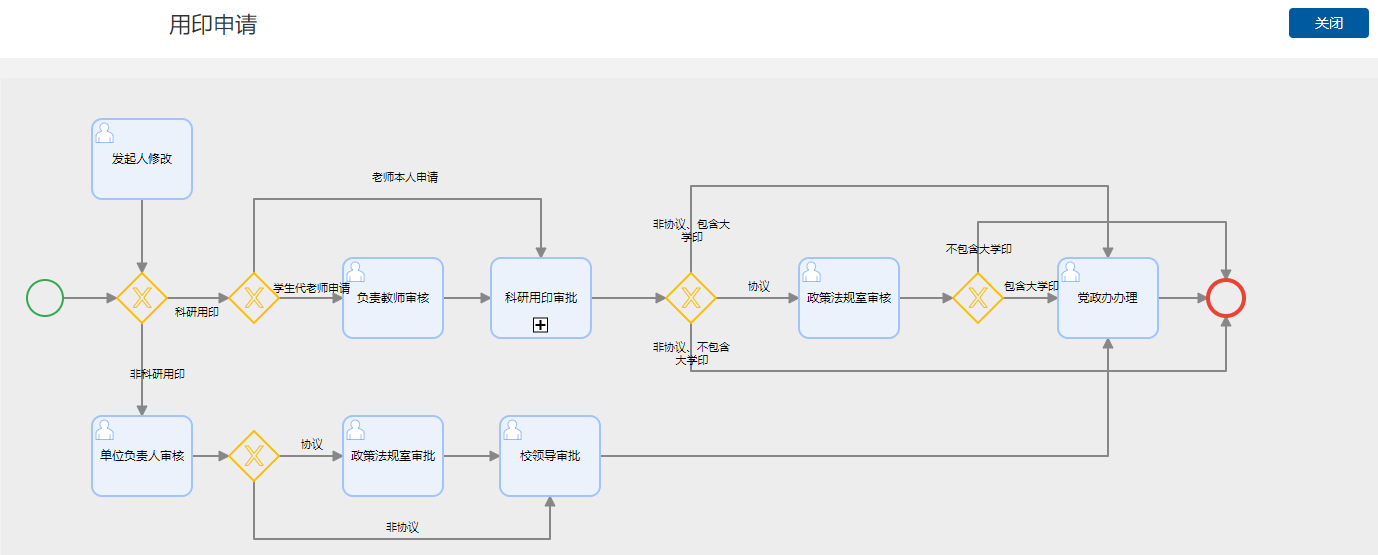 用印申请
关闭
发起人修改
老师本人申请
非协议、包含大
学印
不包含大学印
学生代老师申请
科研用印
负责教师审核
科研用印审批
协议
政策法规室审核
包含大学印
党政办办理
非协议、不包含
大学印
非科研用印
单位负责人审核
协议
政策法规室审批
校领导审批
非协议